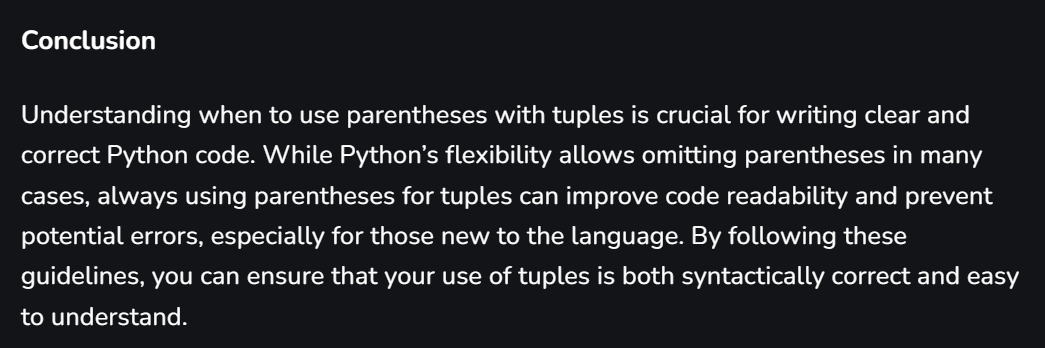 Conclusion
Understanding when to use parentheses with tuples is crucial for writing clear and
correct Python code. While Python’s flexibility allows omitting parentheses in many
cases, always using parentheses for tuples can improve code readability and prevent
potential errors, especially for those new to the language. By following these
guidelines, you can ensure that your use of tuples is both syntactically correct and easy
to understand.